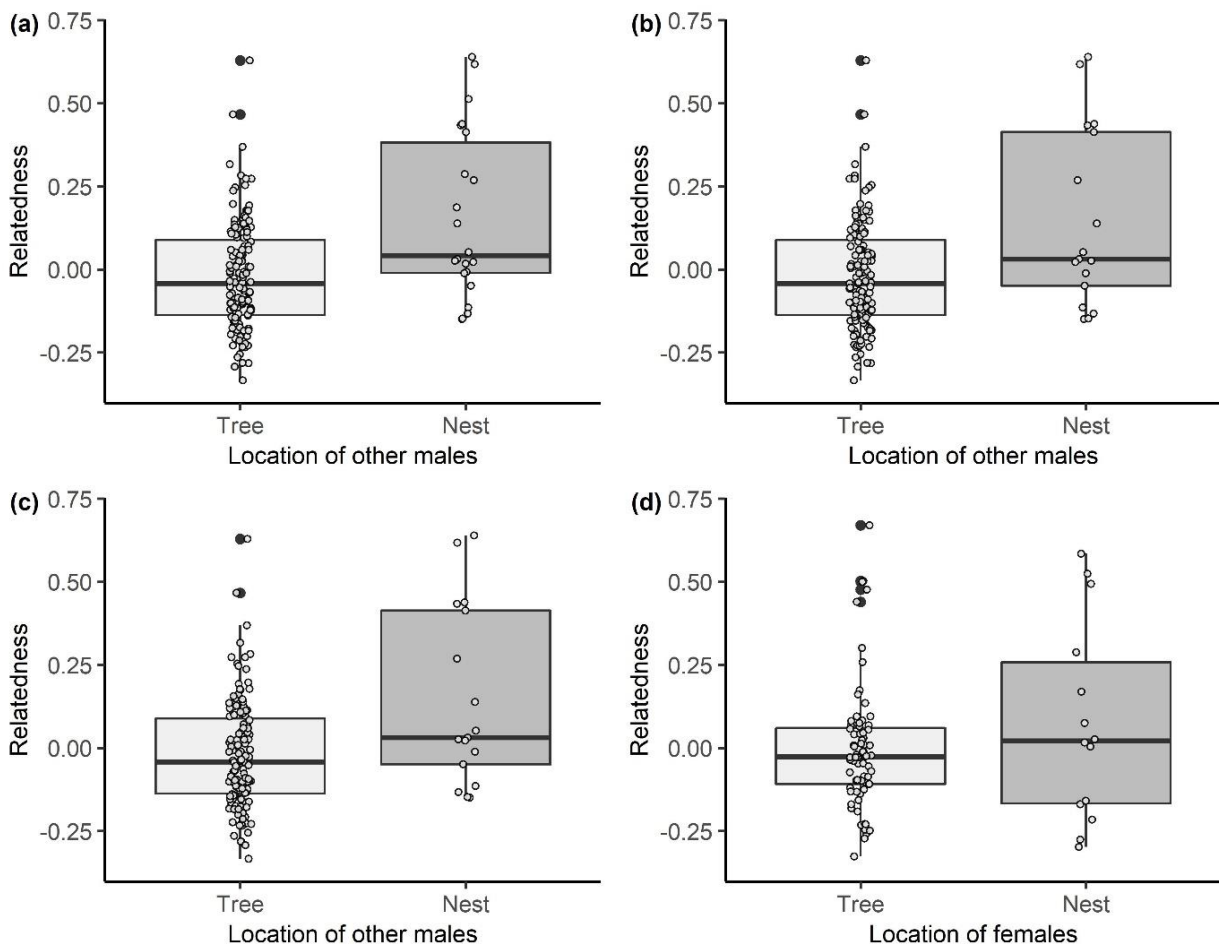 (a)
Relatedness
0.75
0.50
0.25
0.00
-0.25
Tree Nest
Location of other males
(b)
Relatedness
0.75
0.50
0.25
0.00
-0.25
Tree Nest
Location of other males
(c)
Relatedness
0.75
0.50
0.25
0.00
-0.25
Tree Nest
Location of other males
(d)
Relatedness
0.75
0.50
0.25
0.00
-0.25
Tree Nest
Location of females